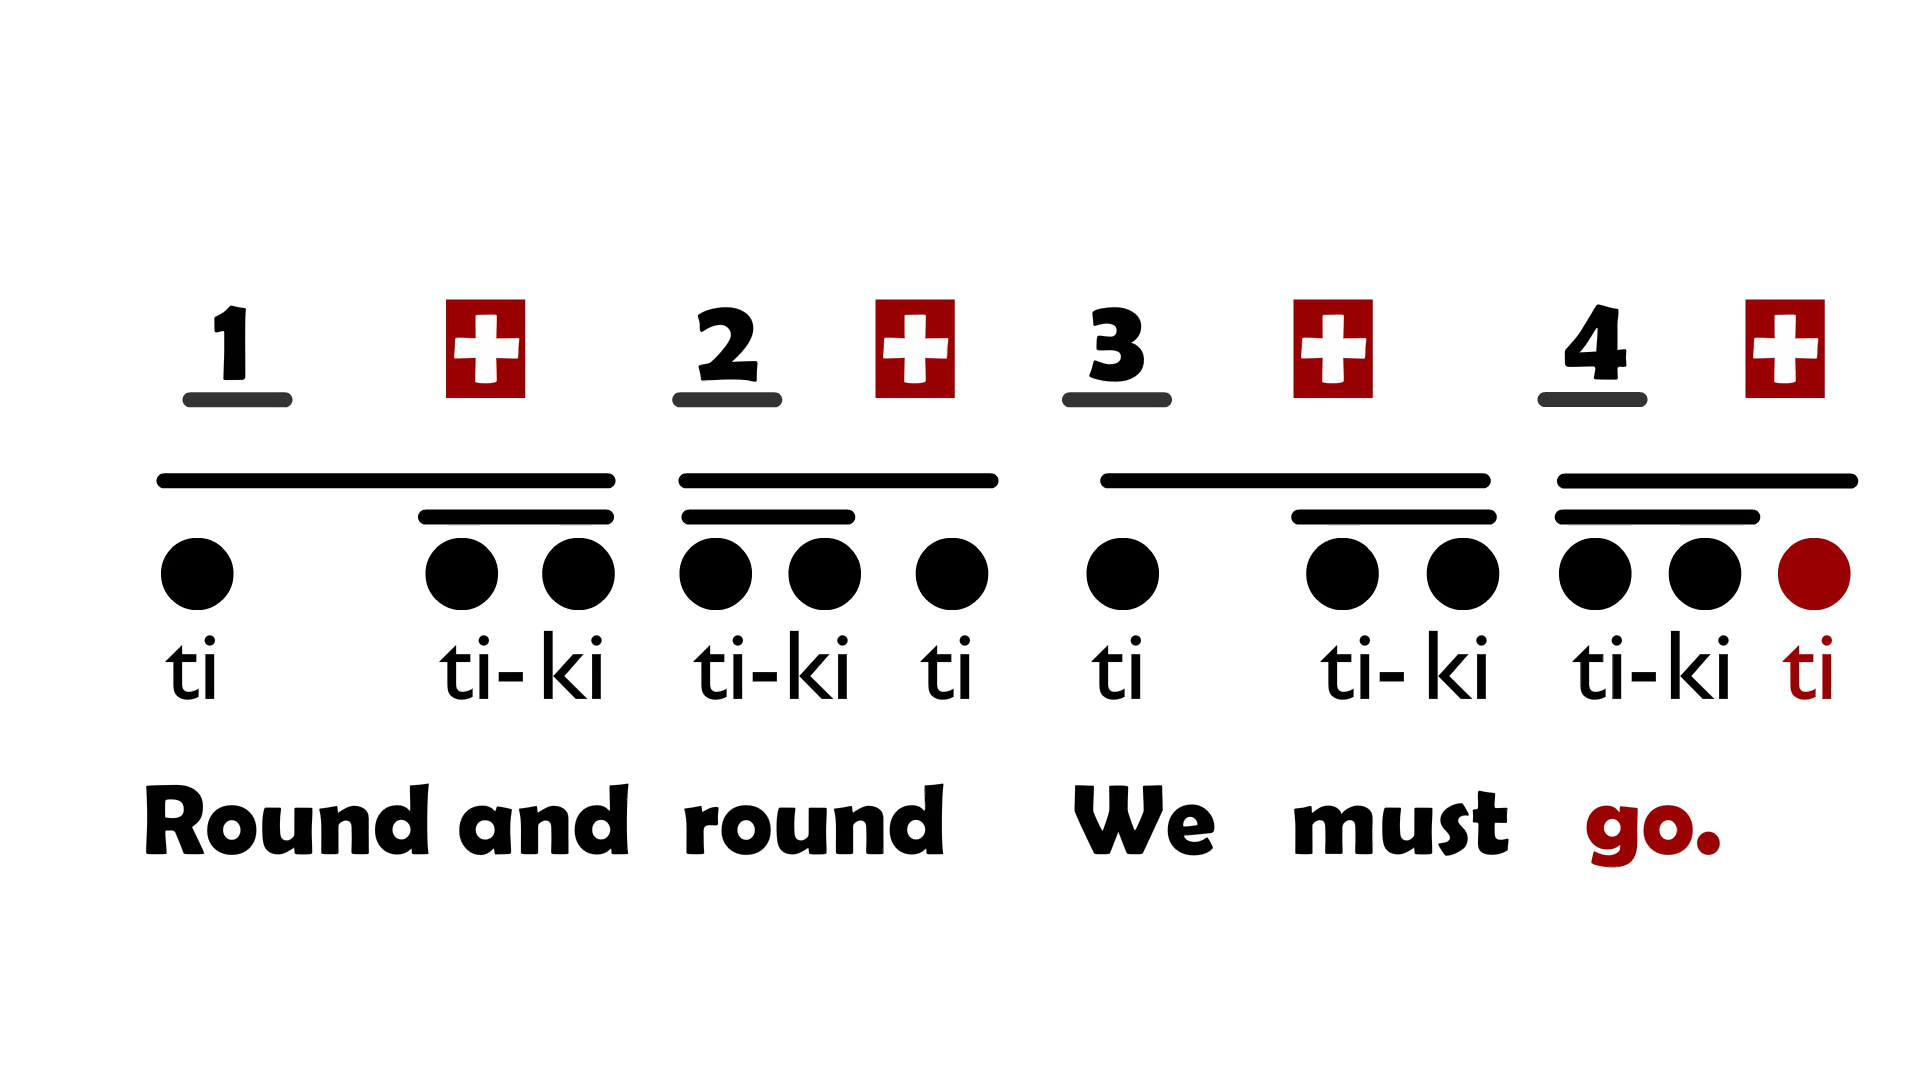 1 + 2 + 3 + 4 +
ti ti- ki ti-ki ti ti ti- ki ti-ki ti
Round and round We must go.